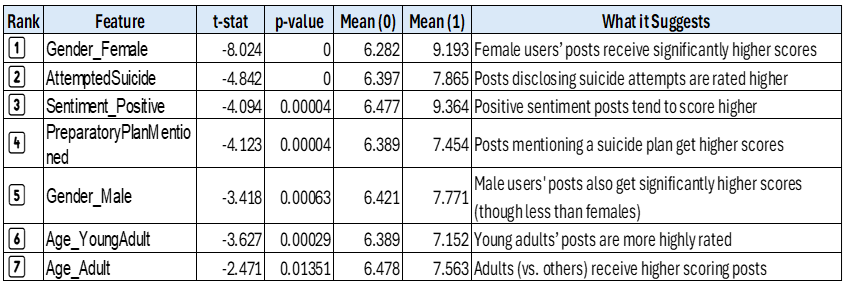 Rank Feature t-stat p-value Mean (0) Mean (1) What it Suggests
1 Gender_Female -8.024 0 6.282 9.193 Female users' posts receive significantly higher scores
2 AttemptedSuicide -4.842 0 6.397 7.865 Posts disclosing suicide attempts are rated higher
3 Sentiment_Positive -4.094 0.00004 6.477 9.364 Positive sentiment posts tend to score higher
4 PreparatoryPlanMentio
ned -4.123 0.00004 6.389 7.454 Posts mentioning a suicide plan get higher scores
5 Gender_Male -3.418 0.00063 6.421 7.771 Male users' posts also get significantly higher scores
(though less than females)
6 Age_YoungAdult -3.627 0.00029 6.389 7.152 Young adults' posts are more highly rated
7 Age_Adult -2.471 0.01351 6.478 7.563 Adults (vs. others) receive higher scoring posts